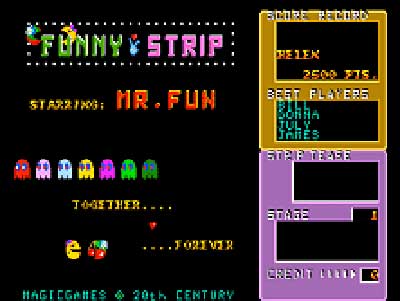 FUNNY STRIP
STARRING: MR. FUN
TOGETHER....
....FOREVER
MAGICGAMES © 20th CENTURY
SCORE RECORD
HELEN
2500 PTS.
BEST PLAYERS
BILL
DONNA
JULY
JAMES
STRIP TEASE
STAGE 1
CREDIT 0